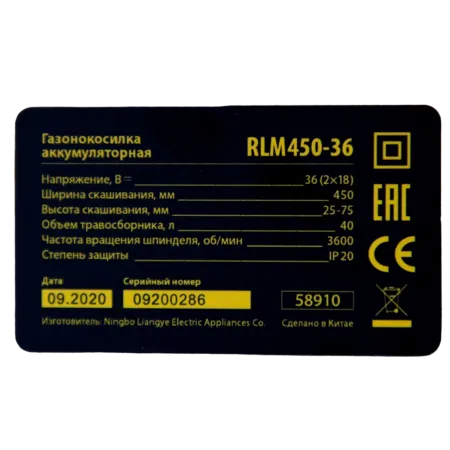 Газонокосилка
аккумуляторная
RLM450-36
Напряжение, В 36 (2×18)
Ширина скашивания, мм 450
Высота скашивания, мм 25-75
Объем травосборника, л 40
Частота вращения шпинделя, об/мин 3600
Степень защиты IP20
EAC
CE
Дата Серийный номер
09.2020 09200286 58910
Изготовитель: Ningbo Liangye Electric Appliances Co. Сделано в Китае